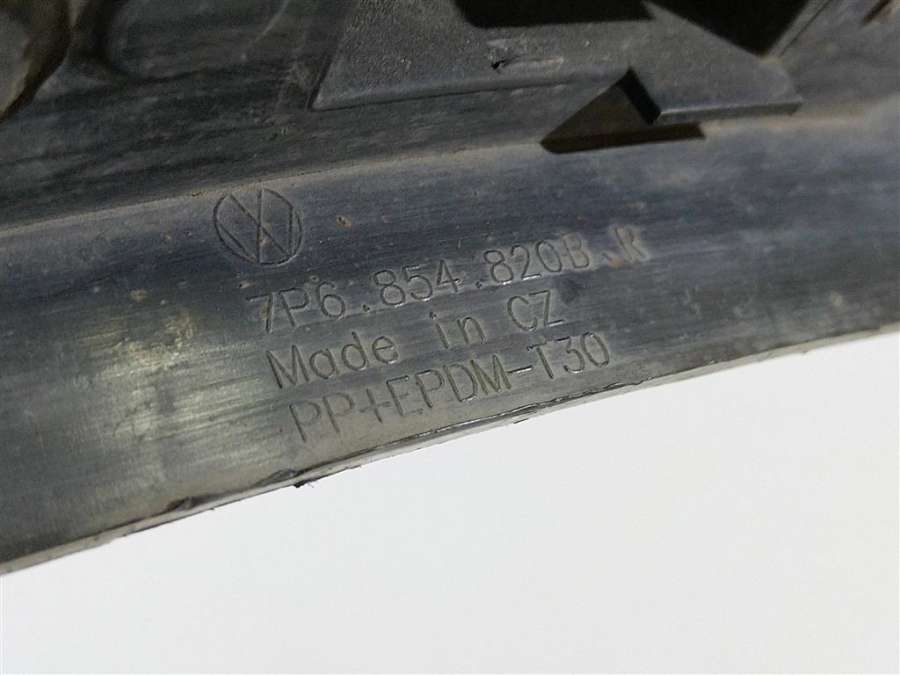 7P6.854.820B.R
Made in CZ
PP+EPDM-T30